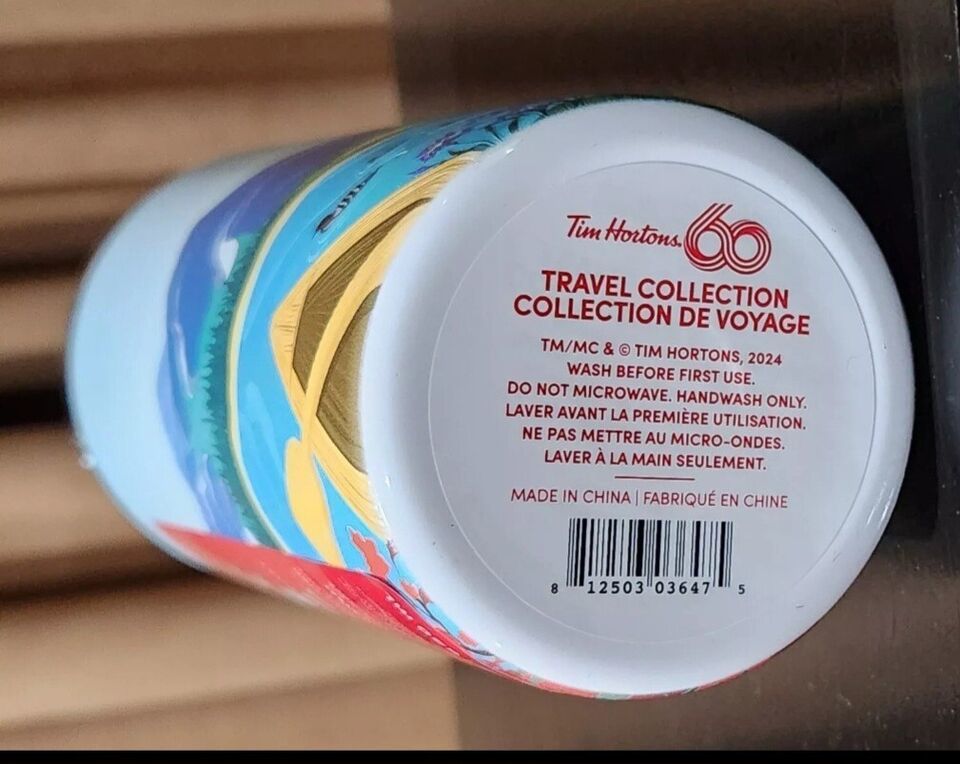 Tim Hortons. 60
TRAVEL COLLECTION
COLLECTION DE VOYAGE
TM/MC & © TIM HORTONS, 2024
WASH BEFORE FIRST USE.
DO NOT MICROWAVE. HANDWASH ONLY.
LAVER AVANT LA PREMIÈRE UTILISATION.
NE PAS METTRE AU MICRO-ONDES.
LAVER À LA MAIN SEULEMENT.
MADE IN CHINA | FABRIQUÉ EN CHINE
8 12503 03647 5